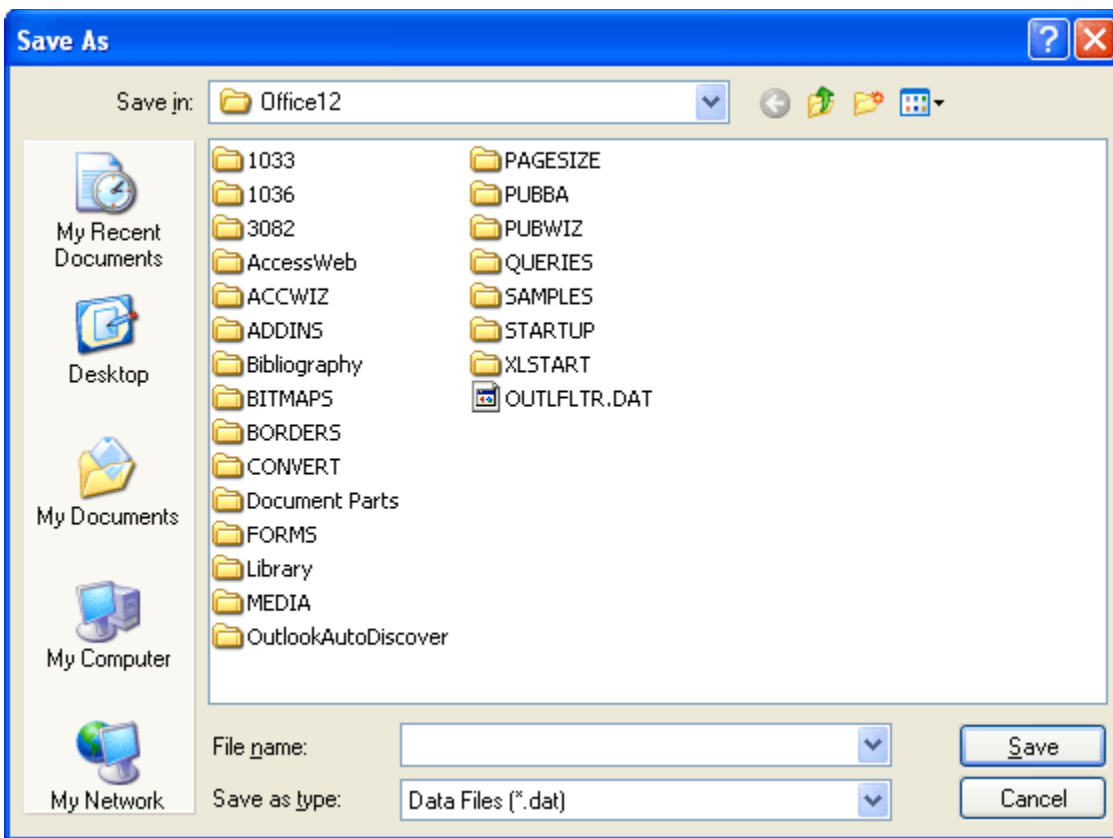 Save As
Save in:
Office12
My Recent
Documents
Desktop
My Documents
My Computer
My Network
1033
1036
3082
AccessWeb
ACCWIZ
ADDINS
Bibliography
BITMAPS
BORDERS
CONVERT
Document Parts
FORMS
Library
MEDIA
OutlookAutoDiscover
PAGESIZE
PUBBA
PUBWIZ
QUERIES
SAMPLES
STARTUP
XLSTART
OUTLFLTR.DAT
File name:
Save
Save as type:
Data Files (*.dat)
Cancel